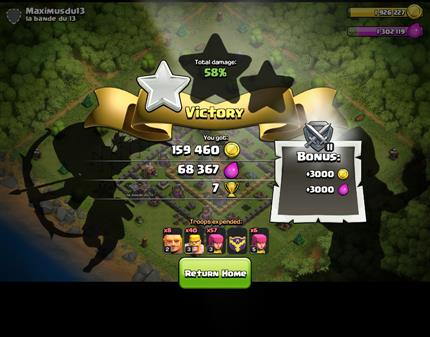 Maximusdu13
la bande du 13
1 926 227
1 302 119
Total damage:
58%
Victory
You got:
159 460
68 367
7
II
Bonus:
+3000
+3000
Troops expended:
x8 x40 x57 x6
Return Home